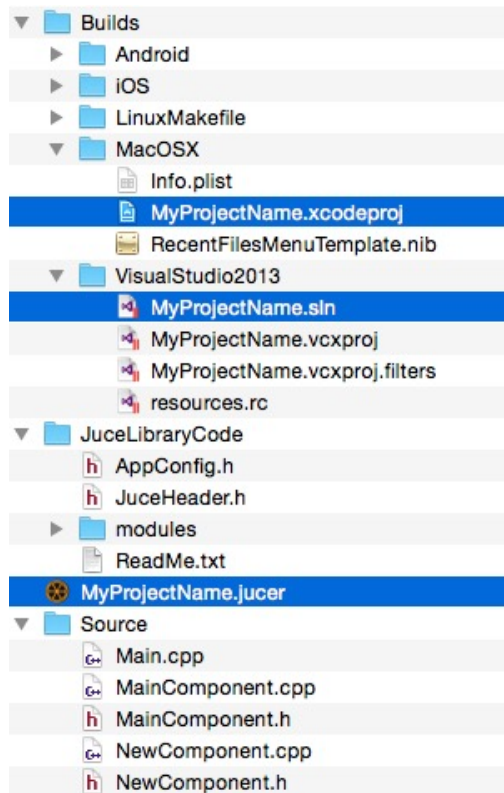 Builds
Android
iOS
LinuxMakefile
MacOSX
Info.plist
MyProjectName.xcodeproj
RecentFilesMenuTemplate.nib
VisualStudio2013
MyProjectName.sln
MyProjectName.vcxproj
MyProjectName.vcxproj.filters
resources.rc
JuceLibraryCode
h AppConfig.h
h JuceHeader.h
modules
ReadMe.txt
MyProjectName.jucer
Source
C++ Main.cpp
C++ MainComponent.cpp
h MainComponent.h
C++ NewComponent.cpp
h NewComponent.h